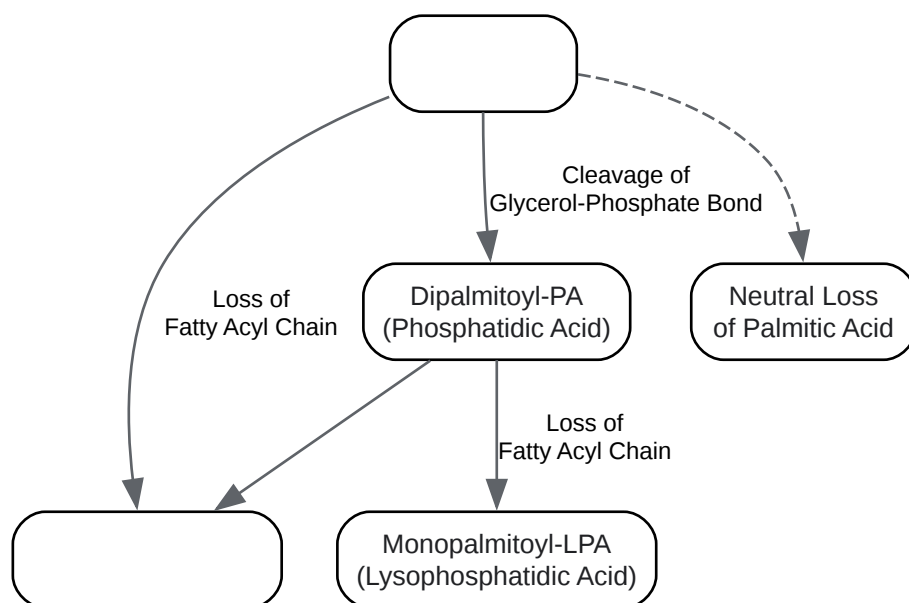 Cleavage of
Glycerol-Phosphate Bond
Dipalmitoyl-PA
(Phosphatidic Acid)
Neutral Loss
of Palmitic Acid
Loss of
Fatty Acyl Chain
Loss of
Fatty Acyl Chain
Monopalmitoyl-LPA
(Lysophosphatidic Acid)